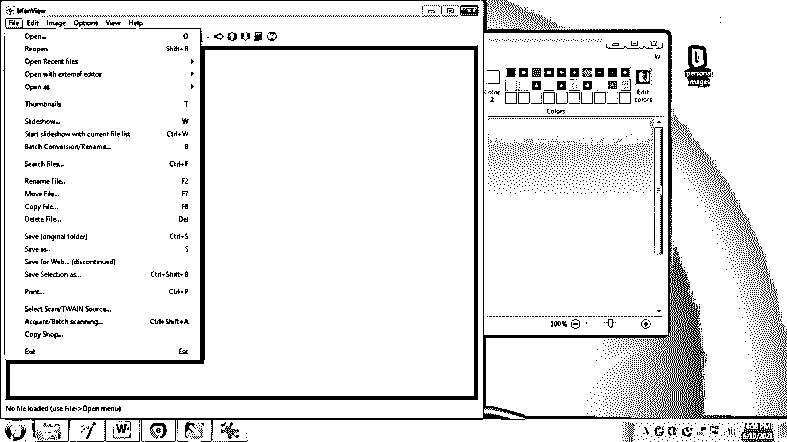 IrfanView
File Edit Image Options View Help
Open... O
Reopen Shift+R
Open Recent files
Open with external editor
Open as
Thumbnails T
Slideshow... W
Start slideshow with current file list Ctrl+W
Batch Conversion/Rename... B
Search Files... Ctrl+F
Rename File... F2
Move File... F7
Copy File... F8
Delete File... Del
Save (original folder) Ctrl+S
Save as... S
Save for Web... (discontinued)
Save Selection as... Ctrl+Shift+B
Print... Ctrl+P
Select Scan/TWAIN Source...
Acquire/Batch scanning... Ctrl+Shift+A
Copy Shop...
Exit Esc
No file loaded (use File->Open menu)
Color
2
Edit
colors
Colors
100%
personal
images